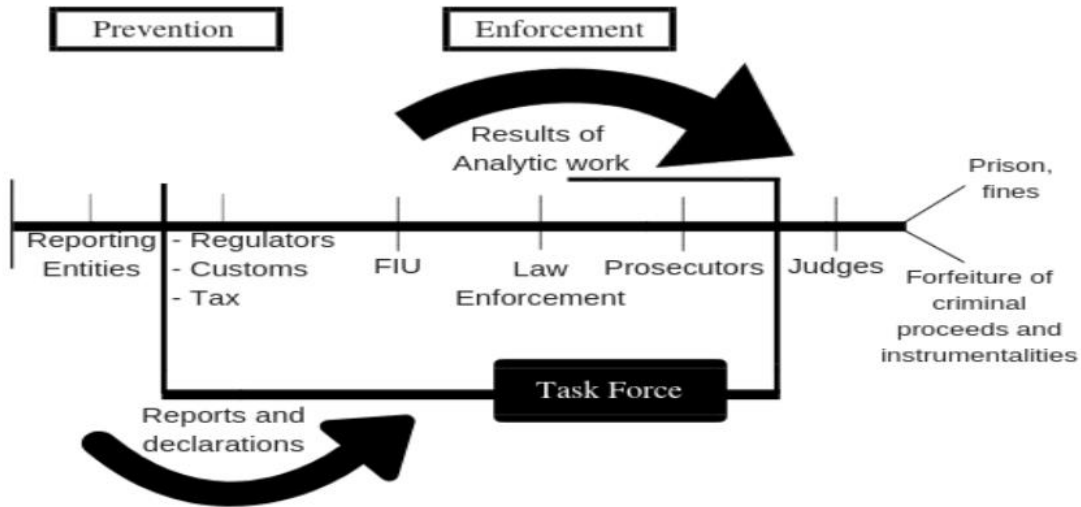 Prevention
Enforcement
Results of
Analytic work
Prison,
fines
Reporting
Entities
- Regulators
- Customs
- Tax
FIU
Law
Enforcement
Prosecutors
Judges
Forfeiture of
criminal
proceeds and
instrumentalities
Task Force
Reports and
declarations